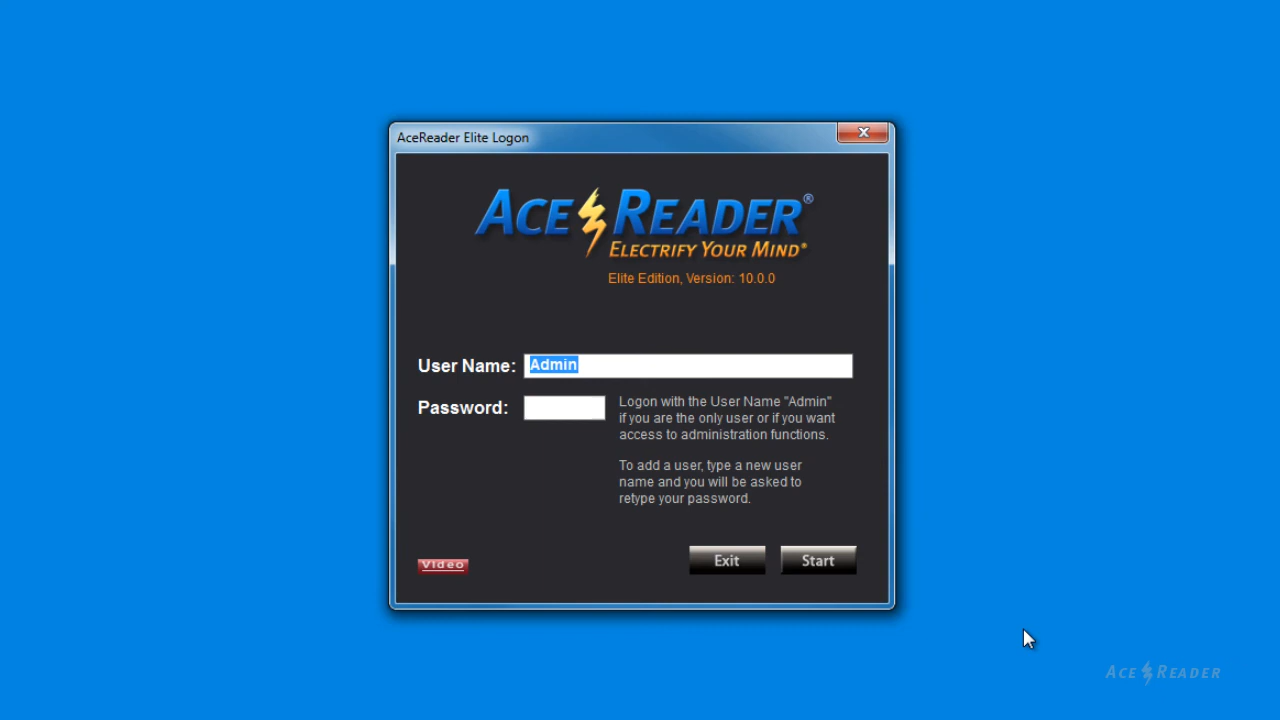 AceReader Elite Logon
ACE READER®
ELECTRIFY YOUR MIND®
Elite Edition, Version: 10.0.0
User Name: Admin
Password:
Logon with the User Name "Admin"
if you are the only user or if you want
access to administration functions.
To add a user, type a new user
name and you will be asked to
retype your password.
Video
Exit
Start
ACE READER